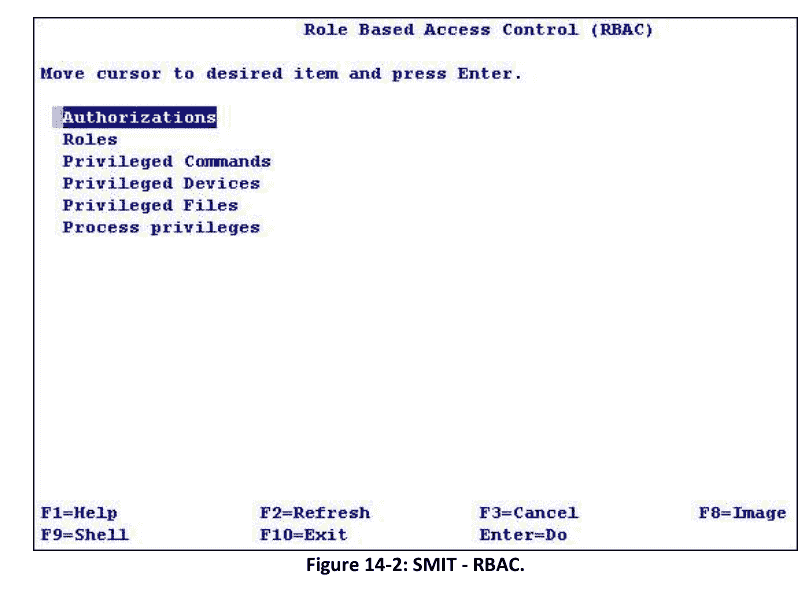 Role Based Access Control (RBAC)
Move cursor to desired item and press Enter.
Authorizations
Roles
Privileged Commands
Privileged Devices
Privileged Files
Process privileges
F1=Help F2=Refresh F3=Cancel F8=Image
F9=Shell F10=Exit Enter=Do
Figure 14-2: SMIT - RBAC.